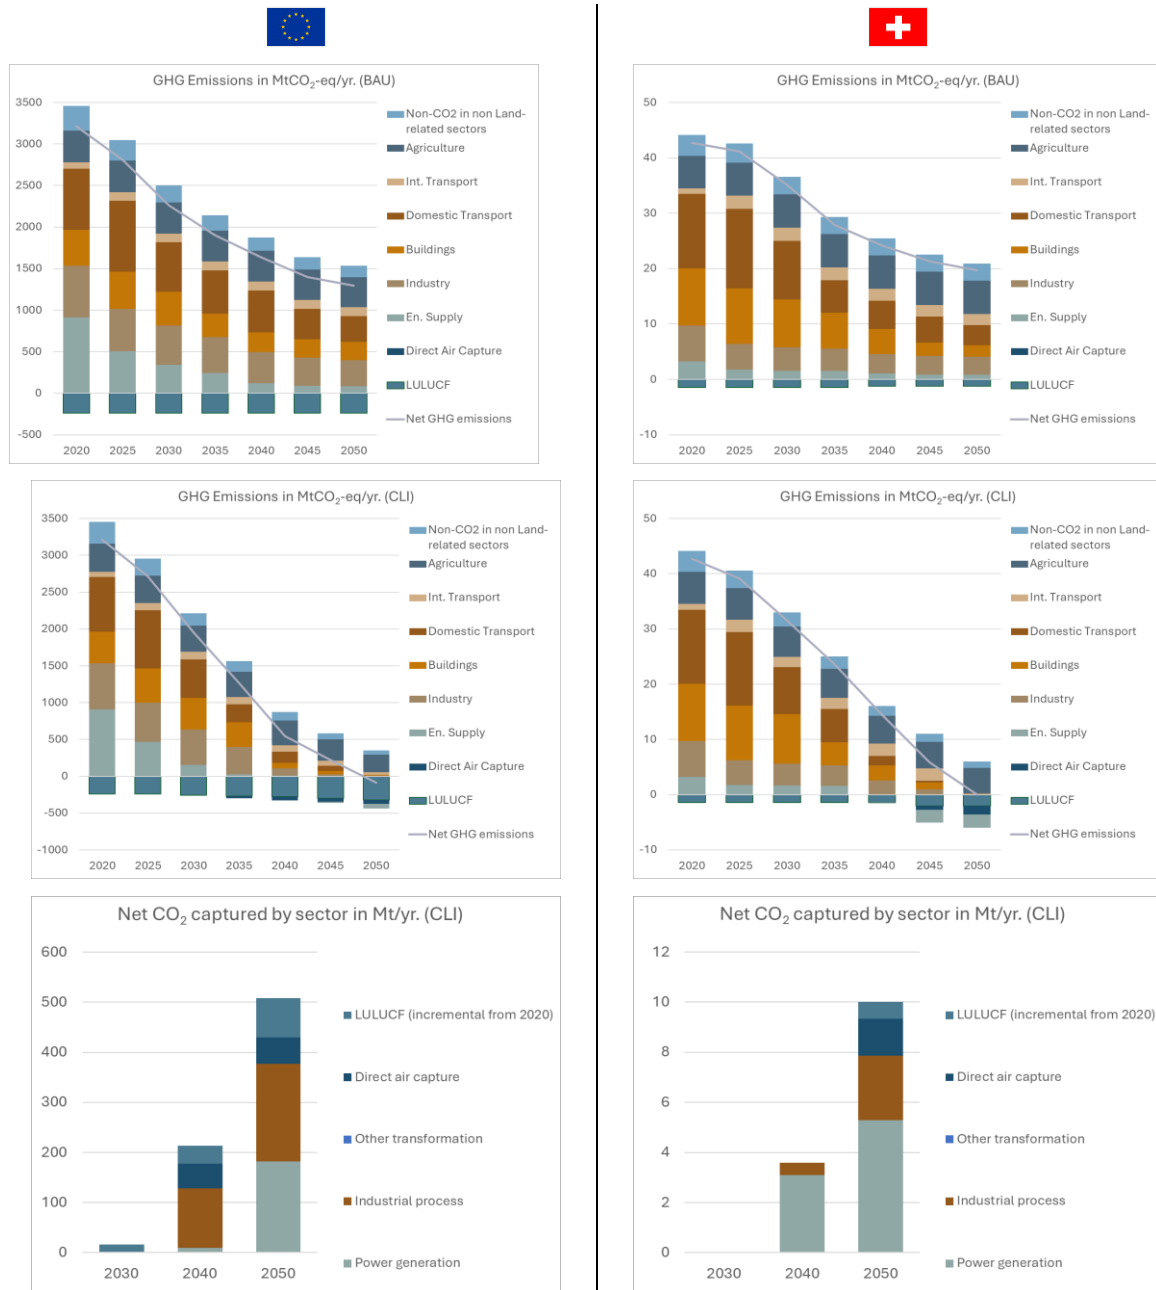 GHG Emissions in MtCO₂-eq/yr. (BAU)
3500
3000
2500
2000
1500
1000
500
0
-500
2020 2025 2030 2035 2040 2045 2050
Non-CO2 in non Land-
related sectors
Agriculture
Int. Transport
Domestic Transport
Buildings
Industry
En. Supply
Direct Air Capture
LULUCF
Net GHG emissions
GHG Emissions in MtCO₂-eq/yr. (BAU)
50
40
30
20
10
0
-10
2020 2025 2030 2035 2040 2045 2050
Non-CO2 in non Land-
related sectors
Agriculture
Int. Transport
Domestic Transport
Buildings
Industry
En. Supply
Direct Air Capture
LULUCF
Net GHG emissions
GHG Emissions in MtCO₂-eq/yr. (CLI)
3500
3000
2500
2000
1500
1000
500
0
-500
-1000
2020 2025 2030 2035 2040 2045 2050
Non-CO2 in non Land-
related sectors
Agriculture
Int. Transport
Domestic Transport
Buildings
Industry
En. Supply
Direct Air Capture
LULUCF
Net GHG emissions
GHG Emissions in MtCO₂-eq/yr. (CLI)
50
40
30
20
10
0
-10
2020 2025 2030 2035 2040 2045 2050
Non-CO2 in non Land-
related sectors
Agriculture
Int. Transport
Domestic Transport
Buildings
Industry
En. Supply
Direct Air Capture
LULUCF
Net GHG emissions
Net CO₂ captured by sector in Mt/yr. (CLI)
600
500
400
300
200
100
0
2030 2040 2050
LULUCF (incremental from 2020)
Direct air capture
Other transformation
Industrial process
Power generation
Net CO₂ captured by sector in Mt/yr. (CLI)
12
10
8
6
4
2
0
2030 2040 2050
LULUCF (incremental from 2020)
Direct air capture
Other transformation
Industrial process
Power generation